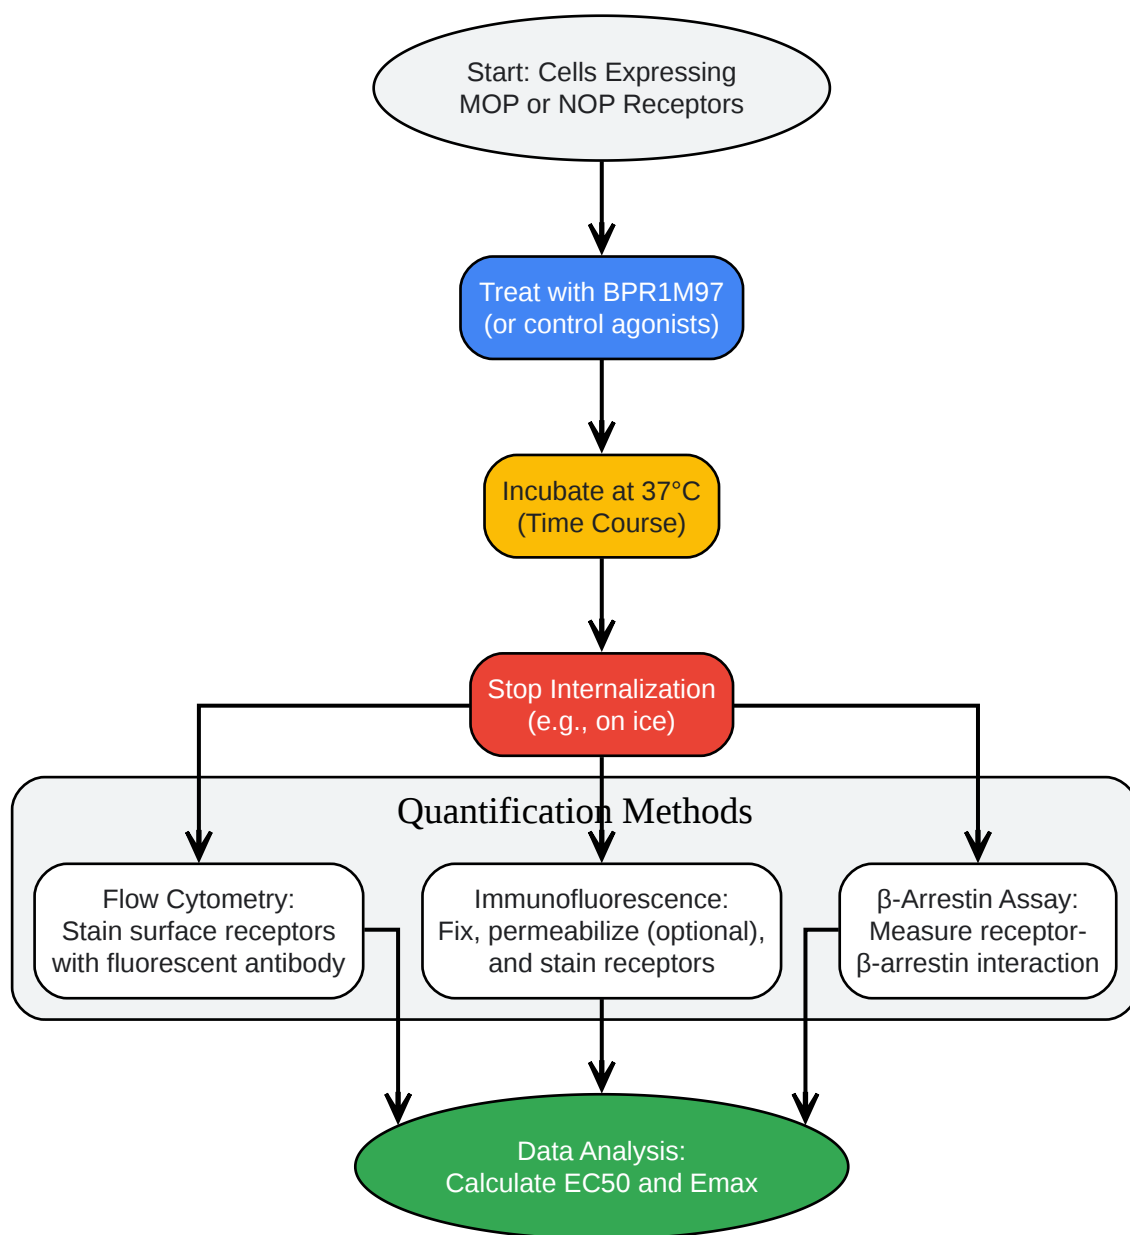 Start: Cells Expressing
MOP or NOP Receptors
Treat with BPR1M97
(or control agonists)
Incubate at 37°C
(Time Course)
Stop Internalization
(e.g., on ice)
Quantification Methods
Flow Cytometry:
Stain surface receptors
with fluorescent antibody
Immunofluorescence:
Fix, permeabilize (optional),
and stain receptors
β-Arrestin Assay:
Measure receptor-
β-arrestin interaction
Data Analysis:
Calculate EC50 and Emax